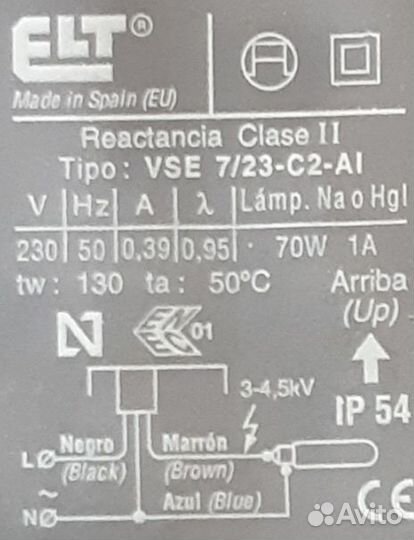 ELT®
Made in Spain (EU)
Reactancia Clase II
Tipo: VSE 7/23-C2-AI
V Hz A λ Lámp. Na o HgI
230 50 0,39 0,95 · 70W 1A
tw: 130 ta: 50°C Arriba
(Up)
N 01
3-4,5kV
IP 54
L Negro Marrón
(Black) (Brown)
~ Azul (Blue)
N
CE
Avito